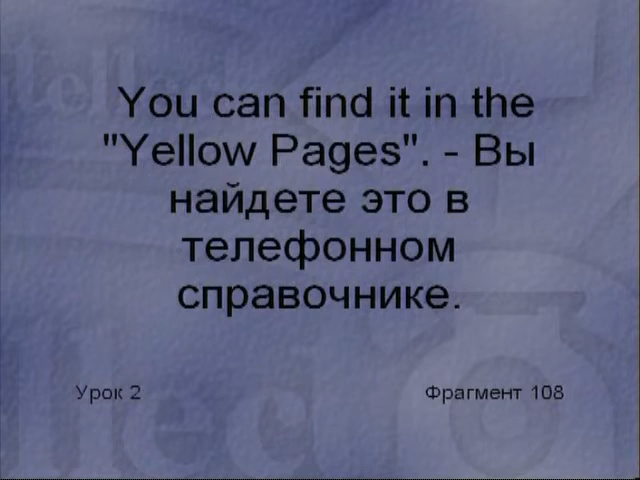 You can find it in the
"Yellow Pages". - Вы
найдете это в
телефонном
справочнике.
Урок 2
Фрагмент 108